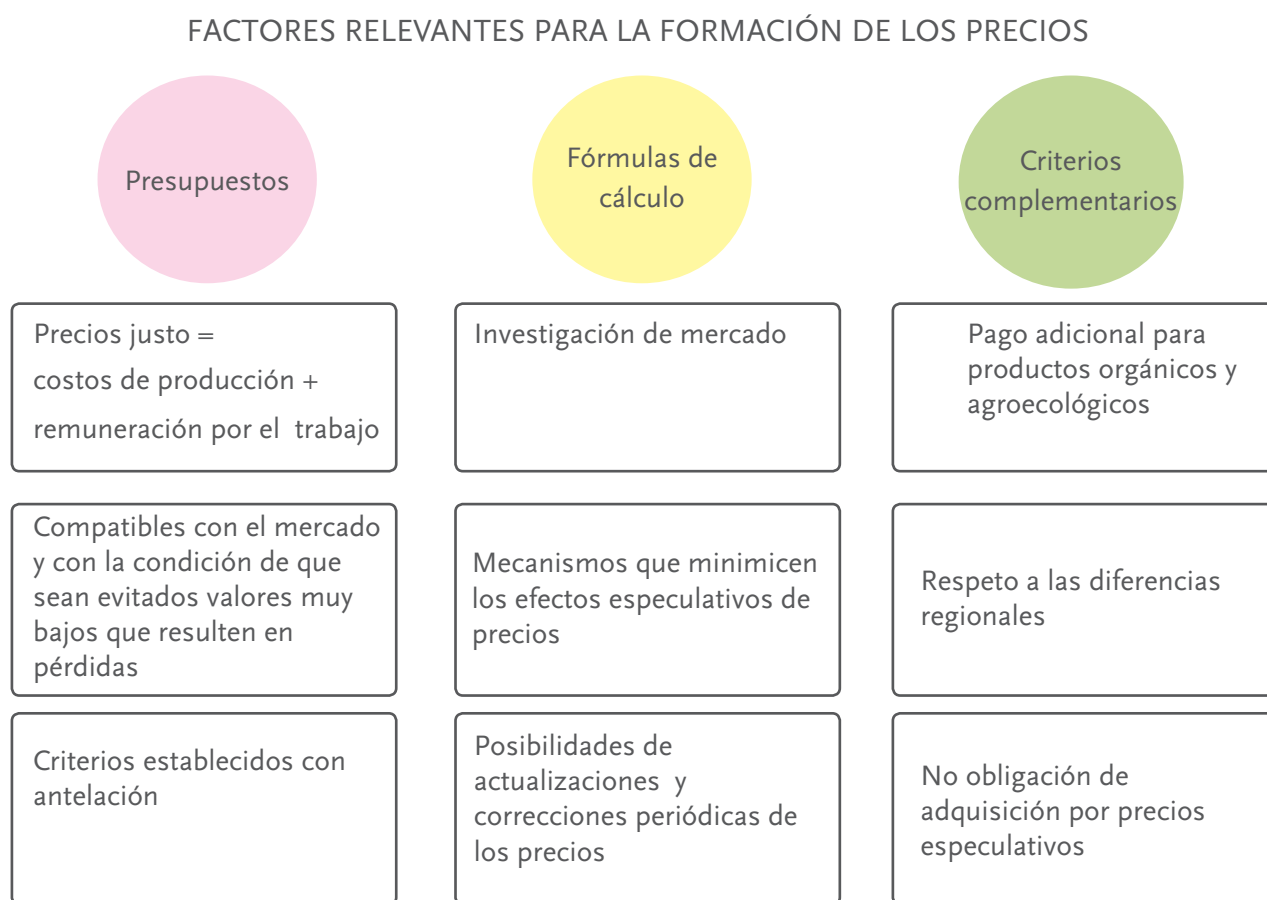 FACTORES RELEVANTES PARA LA FORMACIÓN DE LOS PRECIOS
Presupuestos
Fórmulas de
cálculo
Criterios
complementarios
Precios justo =
costos de producción +
remuneración por el trabajo
Investigación de mercado
Pago adicional para
productos orgánicos y
agroecológicos
Compatibles con el mercado
y con la condición de que
sean evitados valores muy
bajos que resulten en
pérdidas
Mecanismos que minimicen
los efectos especulativos de
precios
Respeto a las diferencias
regionales
Criterios establecidos con
antelación
Posibilidades de
actualizaciones y
correcciones periódicas de
los precios
No obligación de
adquisición por precios
especulativos